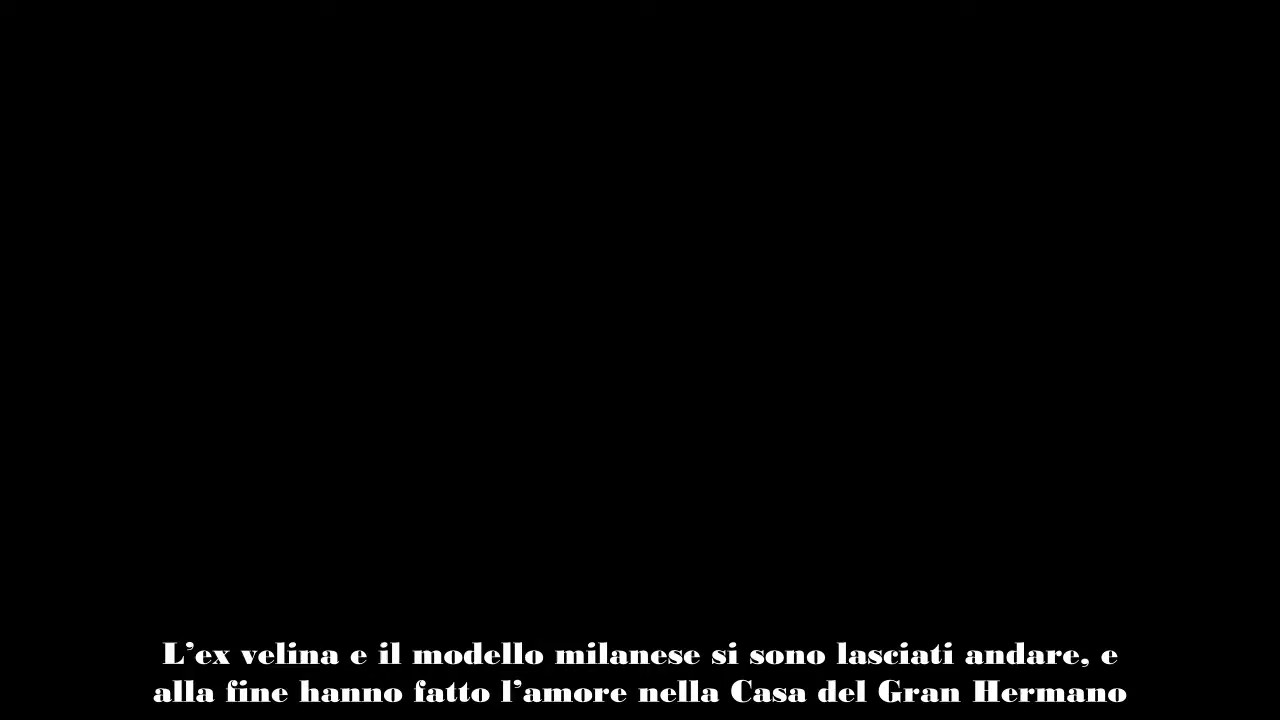 L'ex velina e il modello milanese si sono lasciati andare, e
alla fine hanno fatto l'amore nella Casa del Gran Hermano